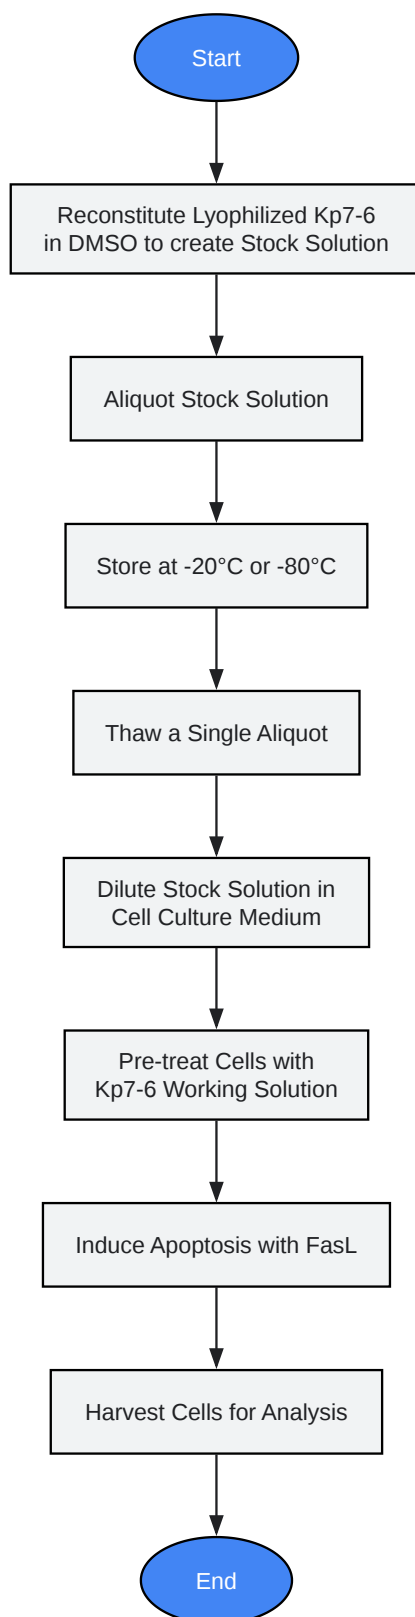 Start
Reconstitute Lyophilized Kp7-6
in DMSO to create Stock Solution
Aliquot Stock Solution
Store at -20°C or -80°C
Thaw a Single Aliquot
Dilute Stock Solution in
Cell Culture Medium
Pre-treat Cells with
Kp7-6 Working Solution
Induce Apoptosis with FasL
Harvest Cells for Analysis
End